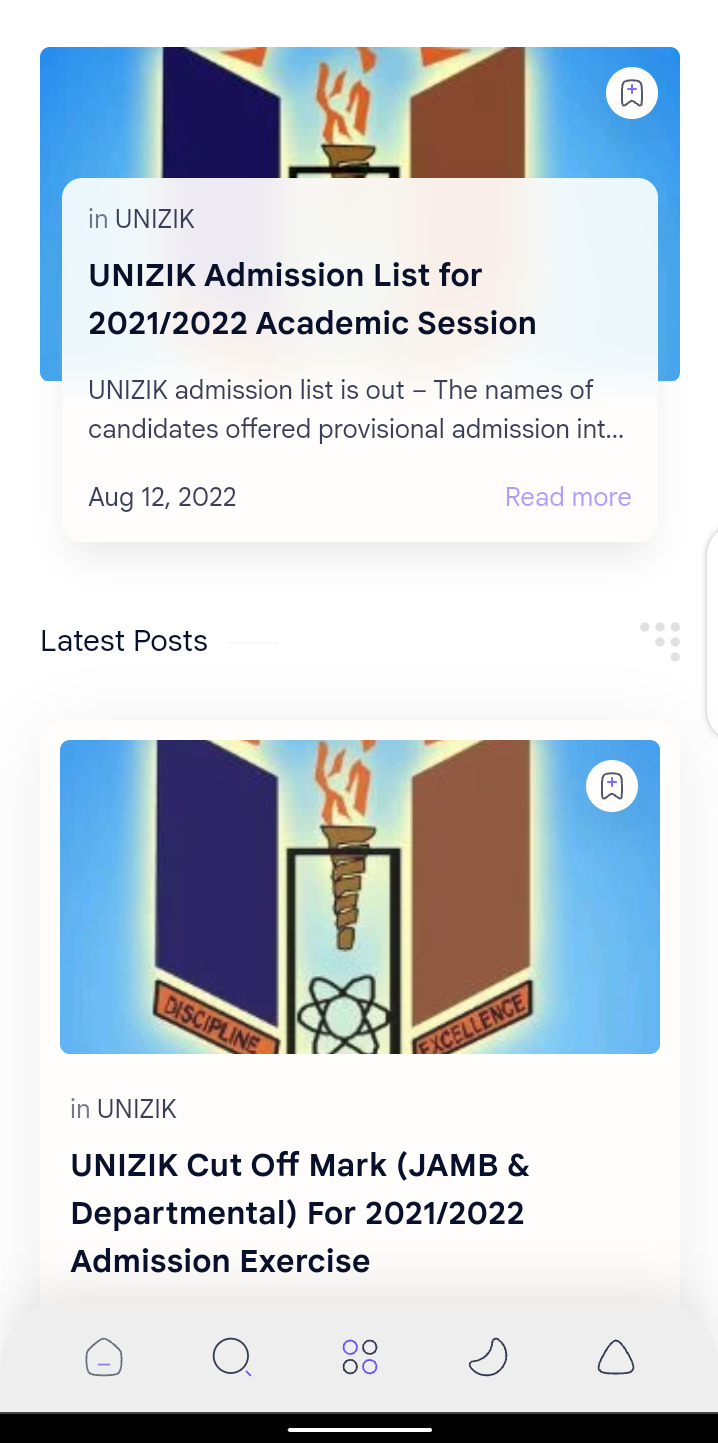 in UNIZIK
UNIZIK Admission List for
2021/2022 Academic Session
UNIZIK admission list is out – The names of
candidates offered provisional admission int...
Aug 12, 2022
Read more
Latest Posts
DISCIPLINE
EXCELLENCE
in UNIZIK
UNIZIK Cut Off Mark (JAMB &
Departmental) For 2021/2022
Admission Exercise